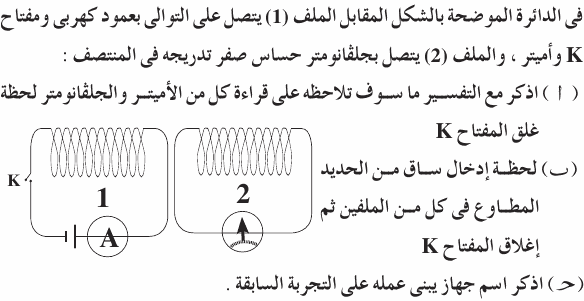 فى الدائرة الموضحة بالشكل المقابل الملف (1) يتصل على التوالى بعمود كهربى ومفتاح
K وأميتر ، والملف (2) يتصل بجلڤانومتر حساس صفر تدريجه فى المنتصف :
( أ ) اذكر مع التفسير ما سوف تلاحظه على قراءة كل من الأميتر والجلڤانومتر لحظة
غلق المفتاح K
(ب) لحظة إدخال ساق من الحديد
المطاوع فى كل من الملفين ثم
إغلاق المفتاح K
K
1
2
A
(جـ) اذكر اسم جهاز يبنى عمله على التجربة السابقة .